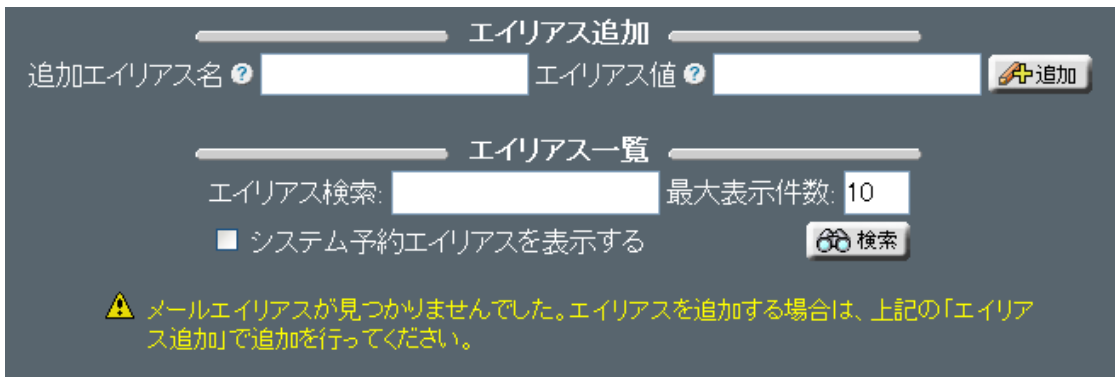 エイリアス追加
追加エイリアス名 ? エイリアス値 ? 追加
エイリアス一覧
エイリアス検索: 最大表示件数: 10
システム予約エイリアスを表示する 検索
メールエイリアスが見つかりませんでした。エイリアスを追加する場合は、上記の「エイリア
ス追加」で追加を行ってください。